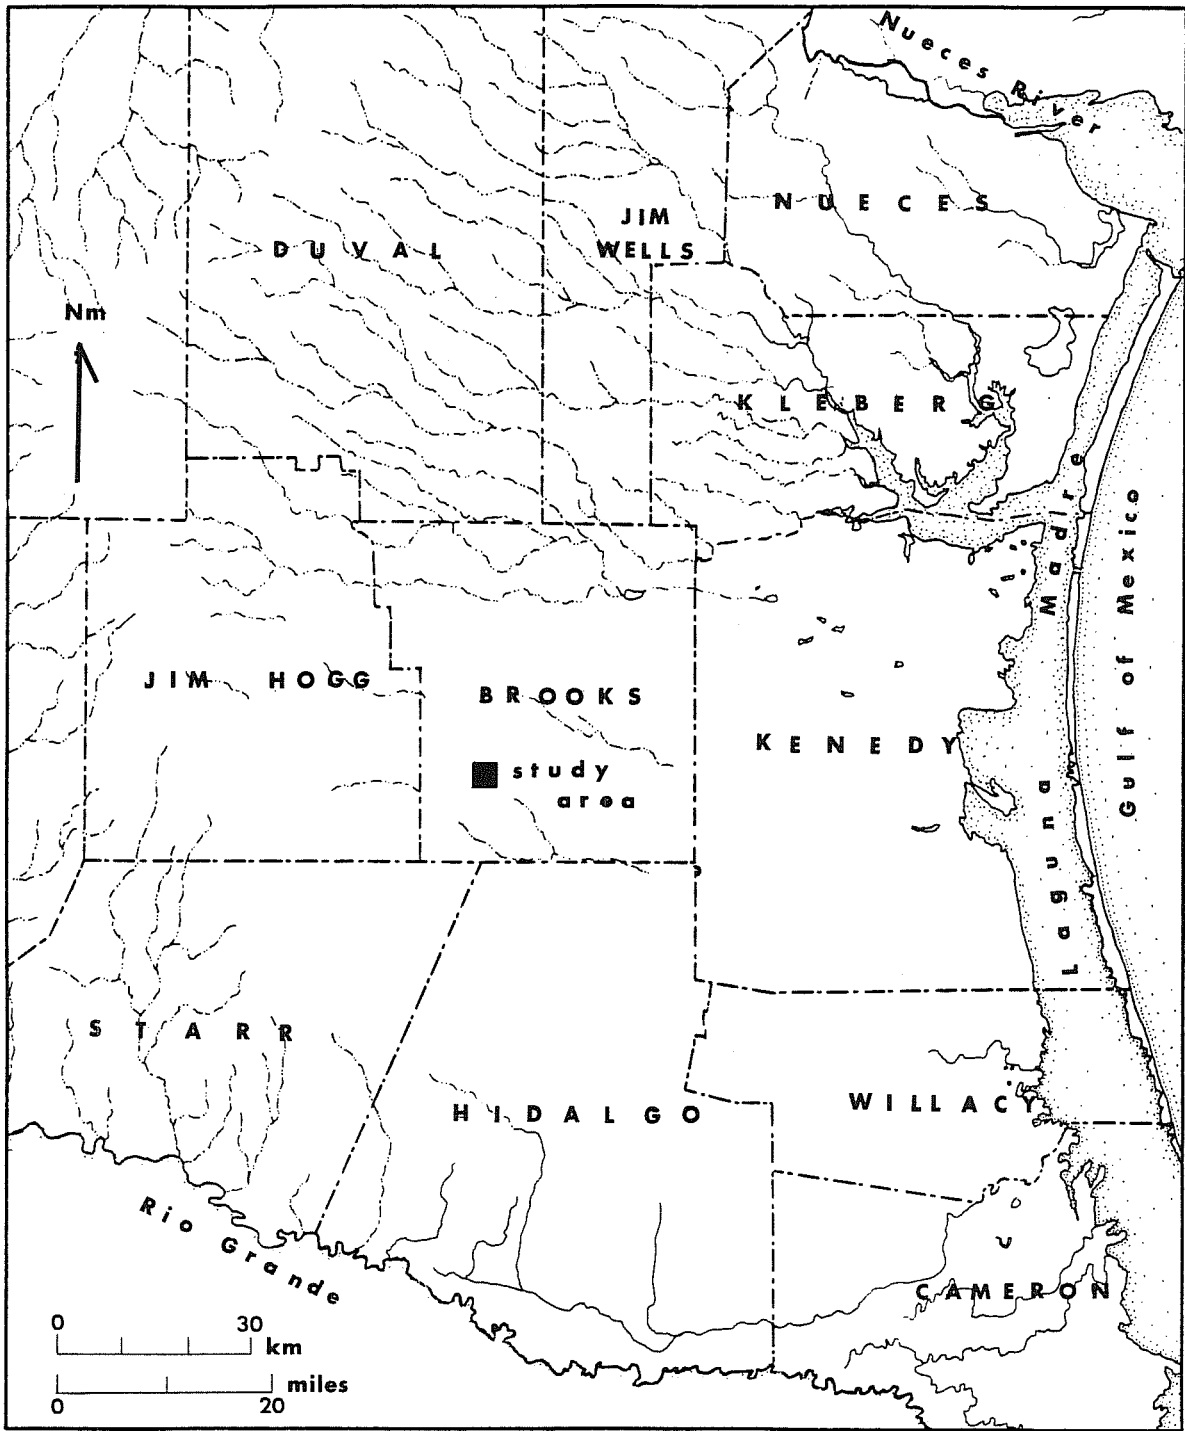 Nueces River
NUECES
JIM
WELLS
DUVAL
Nm
KLEBERG
Laguna Madre
Gulf of Mexico
JIM HOGG
BROOKS
KENEDY
study
area
STARR
HIDALGO
WILLACY
Rio Grande
CAMERON
0 30
km
miles
0 20